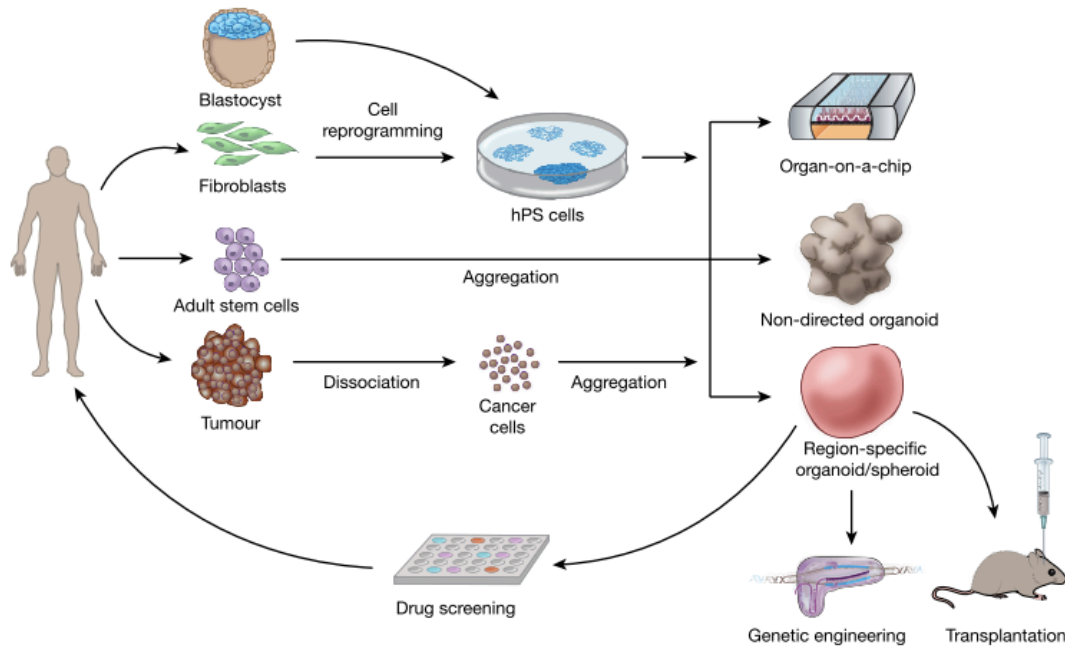 Blastocyst
Cell
reprogramming
Fibroblasts
hPS cells
Organ-on-a-chip
Adult stem cells
Aggregation
Non-directed organoid
Dissociation
Aggregation
Tumour
Cancer
cells
Region-specific
organoid/spheroid
Drug screening
Genetic engineering
Transplantation